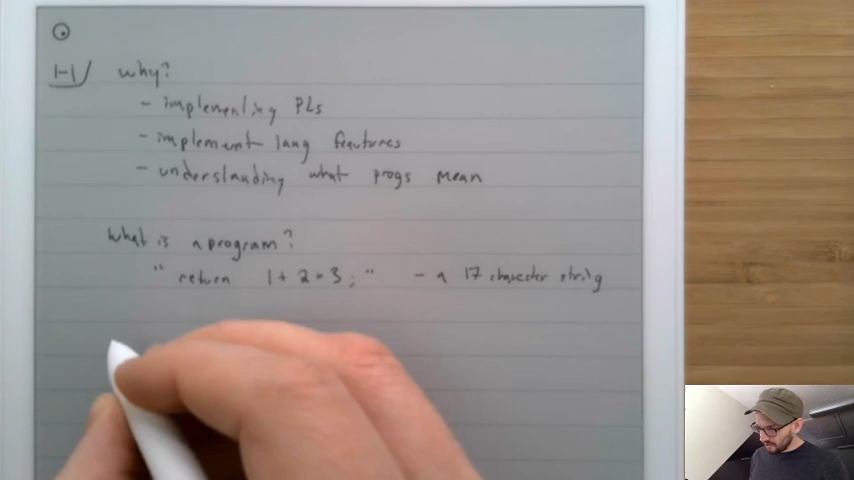 1-1/ why?
- implementing PLs
- implement lang features
- understanding what progs mean
What is a program?
" return 1 + 2 * 3; " - a 17 character string